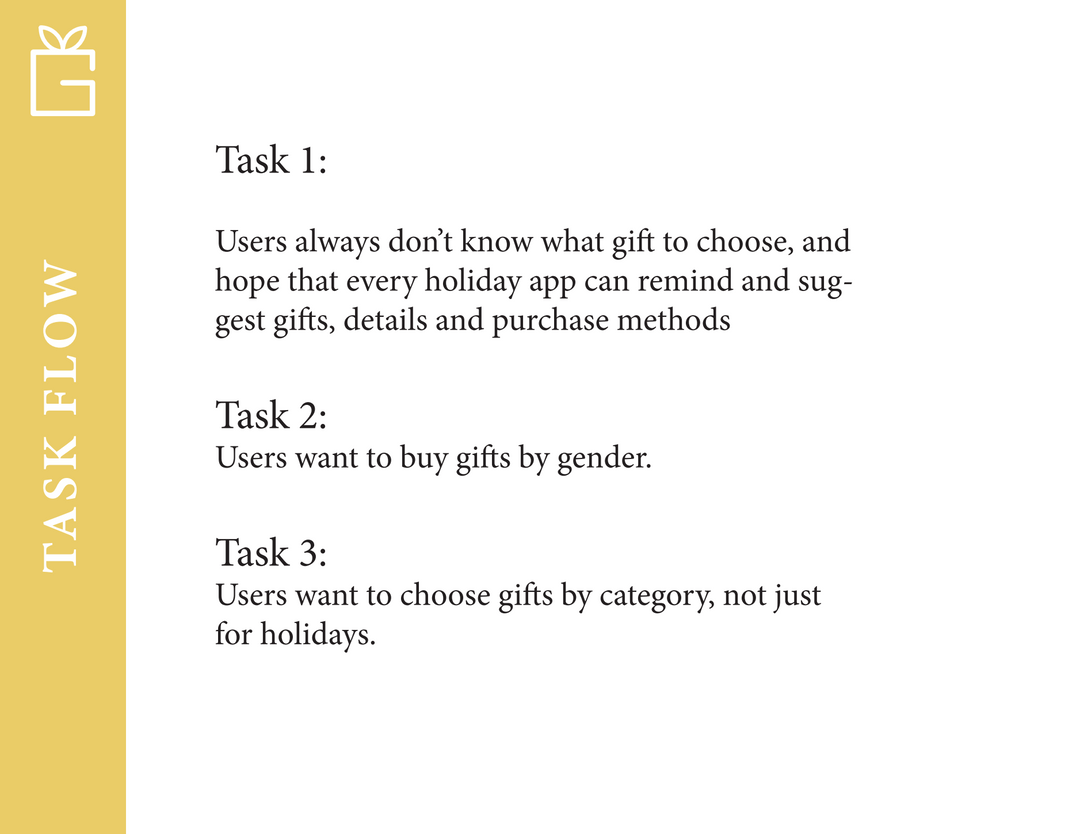 TASK FLOW
Task 1:
Users always don’t know what gift to choose, and
hope that every holiday app can remind and sug-
gest gifts, details and purchase methods
Task 2:
Users want to buy gifts by gender.
Task 3:
Users want to choose gifts by category, not just
for holidays.